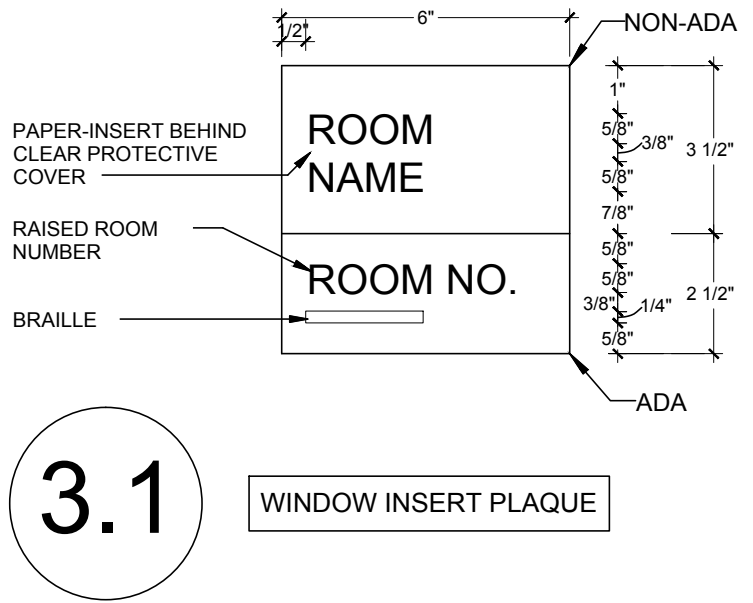 6"
1/2"
NON-ADA
1"
5/8"
3/8"
3 1/2"
5/8"
7/8"
PAPER-INSERT BEHIND
CLEAR PROTECTIVE
COVER
ROOM
NAME
RAISED ROOM
NUMBER
ROOM NO.
5/8"
5/8"
2 1/2"
3/8"
1/4"
5/8"
BRAILLE
ADA
3.1
WINDOW INSERT PLAQUE